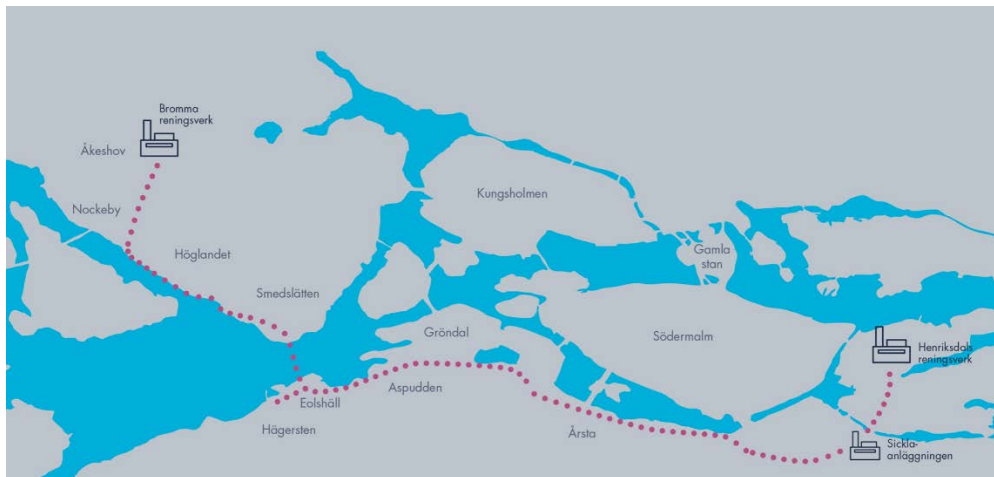 Bromma
reningsverk
Åkeshov
Nockeby
Höglandet
Smedslätten
Kungsholmen
Gamla
stan
Gröndal
Södermalm
Henriksdals
reningsverk
Aspudden
Eolshäll
Hägersten
Årsta
Sickla-
anläggningen